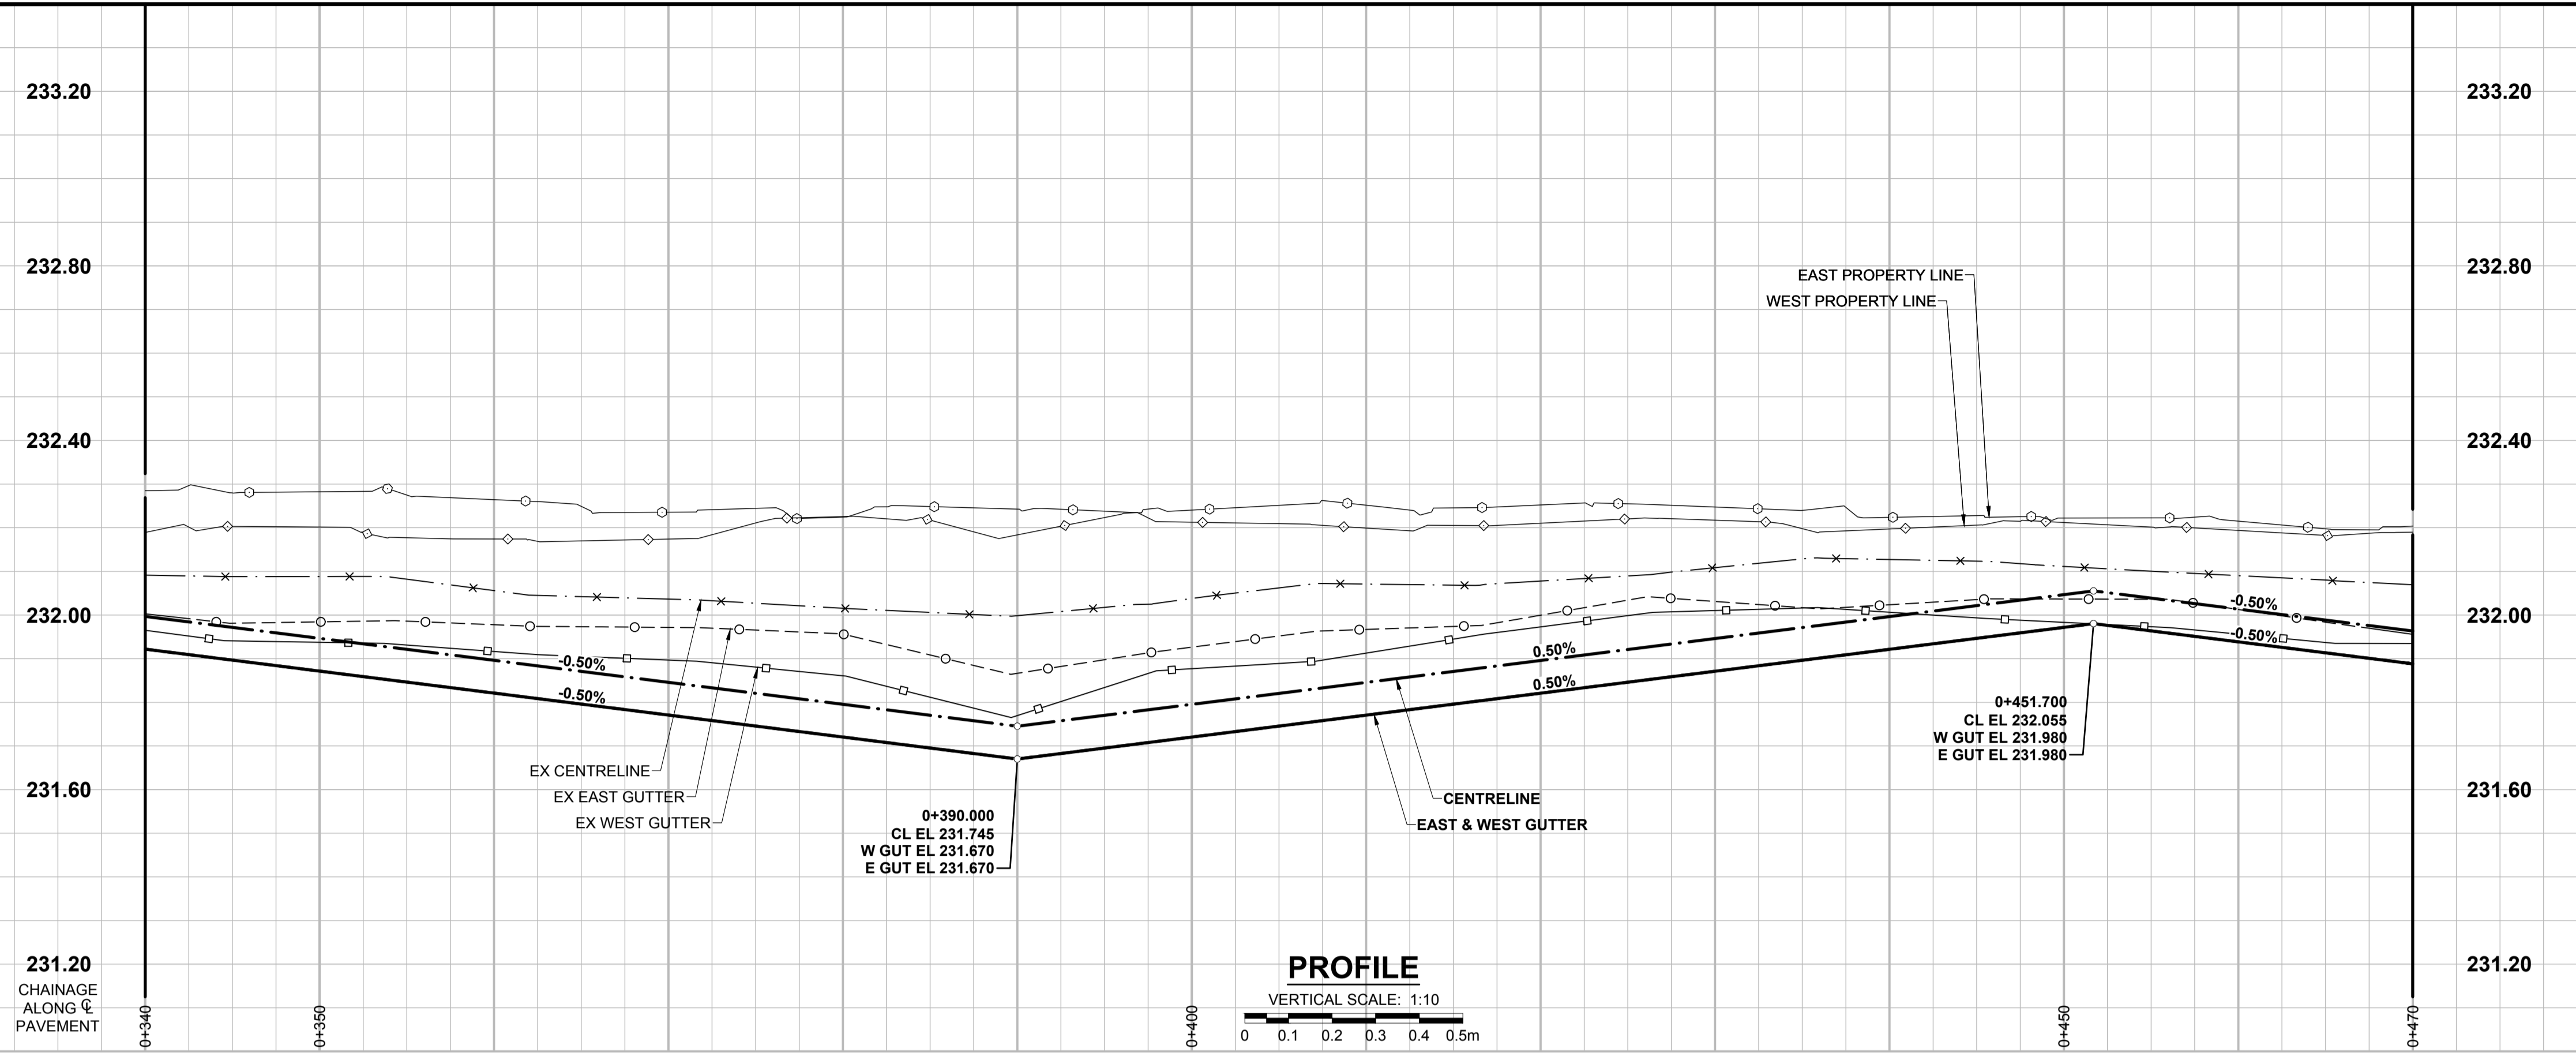 233.20
233.20
232.80
232.80
EAST PROPERTY LINE
WEST PROPERTY LINE
232.40
232.40
232.00
232.00
-0.50%
-0.50%
-0.50%
-0.50%
0.50%
0.50%
0+451.700
CL EL 232.055
W GUT EL 231.980
E GUT EL 231.980
EX CENTRELINE
EX EAST GUTTER
EX WEST GUTTER
231.60
231.60
CENTRELINE
EAST & WEST GUTTER
0+390.000
CL EL 231.745
W GUT EL 231.670
E GUT EL 231.670
231.20
231.20
PROFILE
VERTICAL SCALE: 1:10
0 0.1 0.2 0.3 0.4 0.5m
CHAINAGE
ALONG ℄
PAVEMENT
0+340
0+350
0+400
0+450
0+470